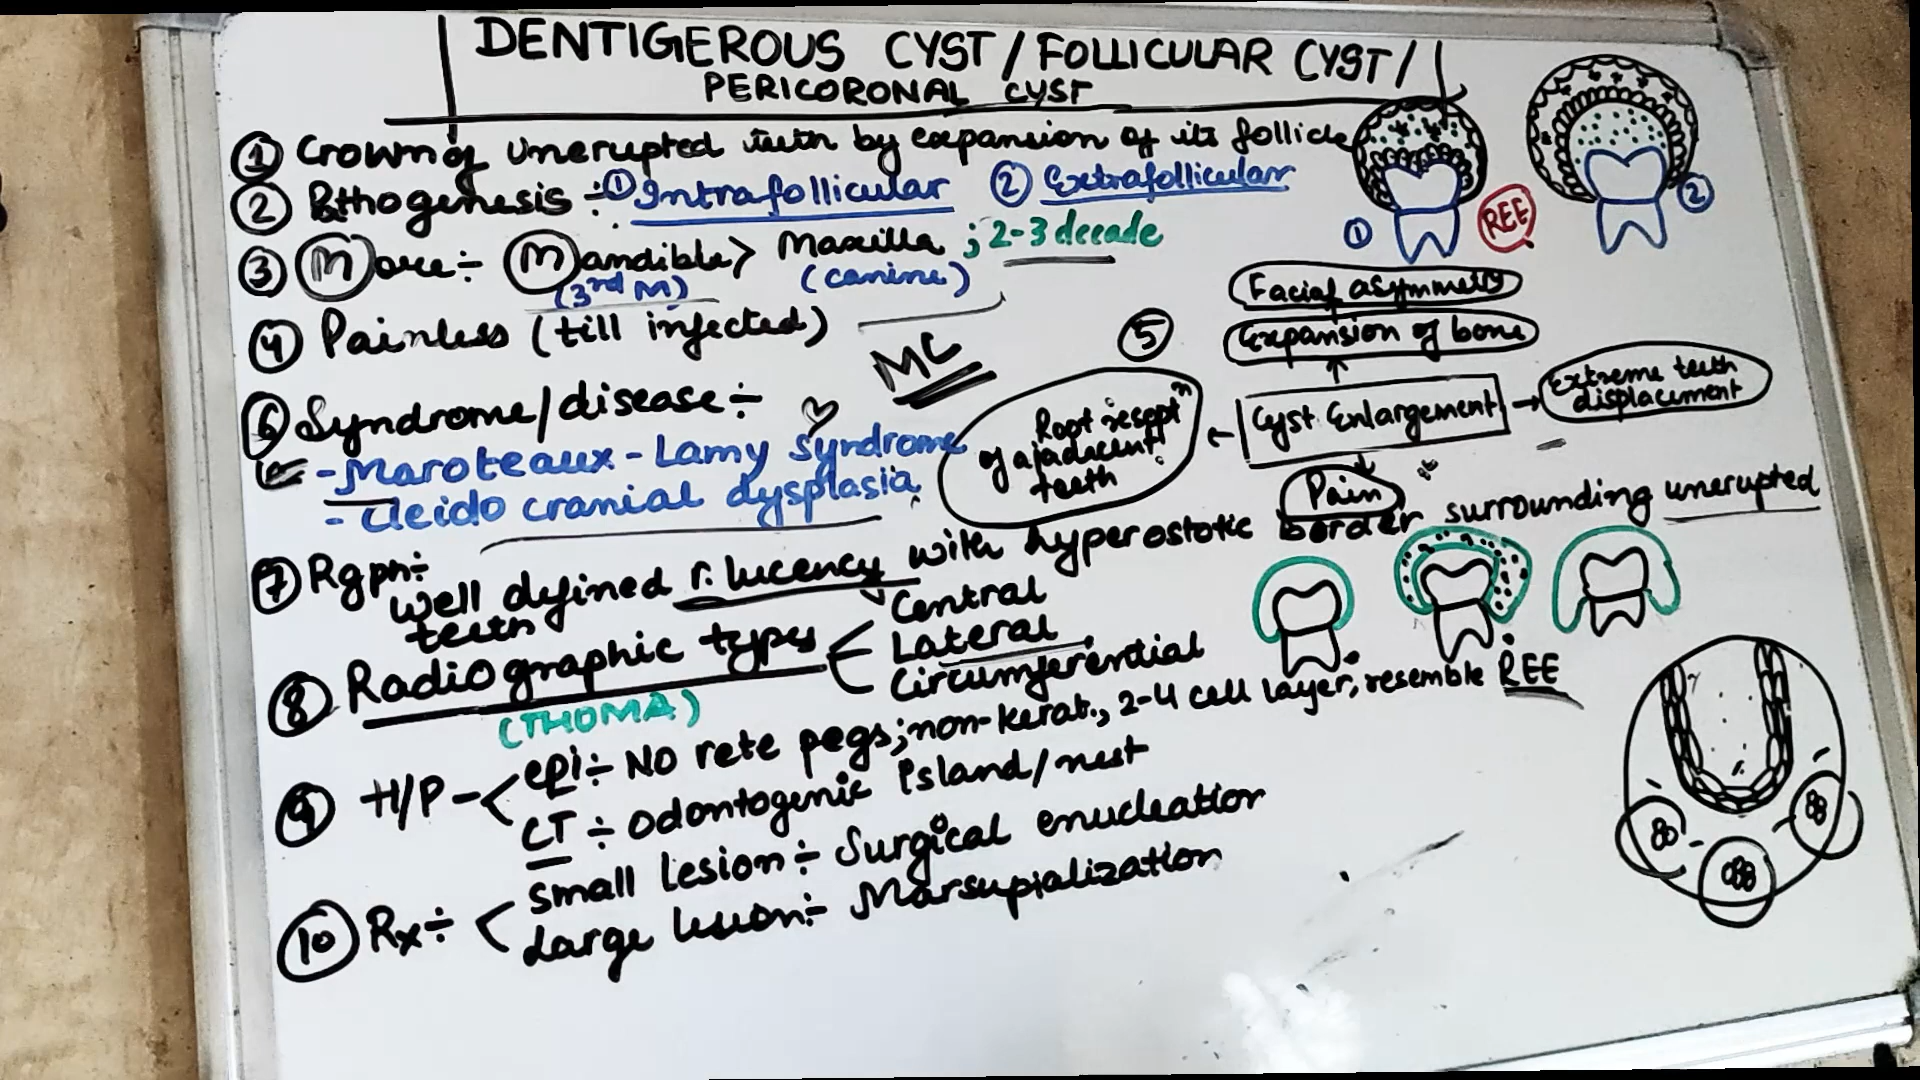 DENTIGEROUS CYST / FOLLICULAR CYST /
PERICORONAL CYST
① Crown of unerupted teeth by expansion of its follicle
② Pathogenesis ÷ ① Intrafollicular ② Extrafollicular
③ More ÷ Mandible > Maxilla ; 2-3 decade
(3rd M) (canine)
④ Painless (till infected)
MC
⑥ Syndrome/disease ÷
- Maroteaux - Lamy Syndrome
- Cleido cranial dysplasia
① REE ②
⑤
Facial asymmetry
Expansion of bone
Cyst Enlargement
Extreme teeth
displacement
Root resorptn
of ajadacent
teeth
Pain
⑦ Rgph ÷
well defined r. lucency with hyperostotic border surrounding unerupted
teeth
⑧ Radiographic types
(THOMA)
Central
Lateral
Circumferential
⑨ H/P - epi ÷ NO rete pegs; non-kerat., 2-4 cell layer, resemble REE
CT ÷ Odontogenic island/nest
⑩ Rx ÷ Small lesion ÷ Surgical enucleation
Large lesion ÷ Marsupialization